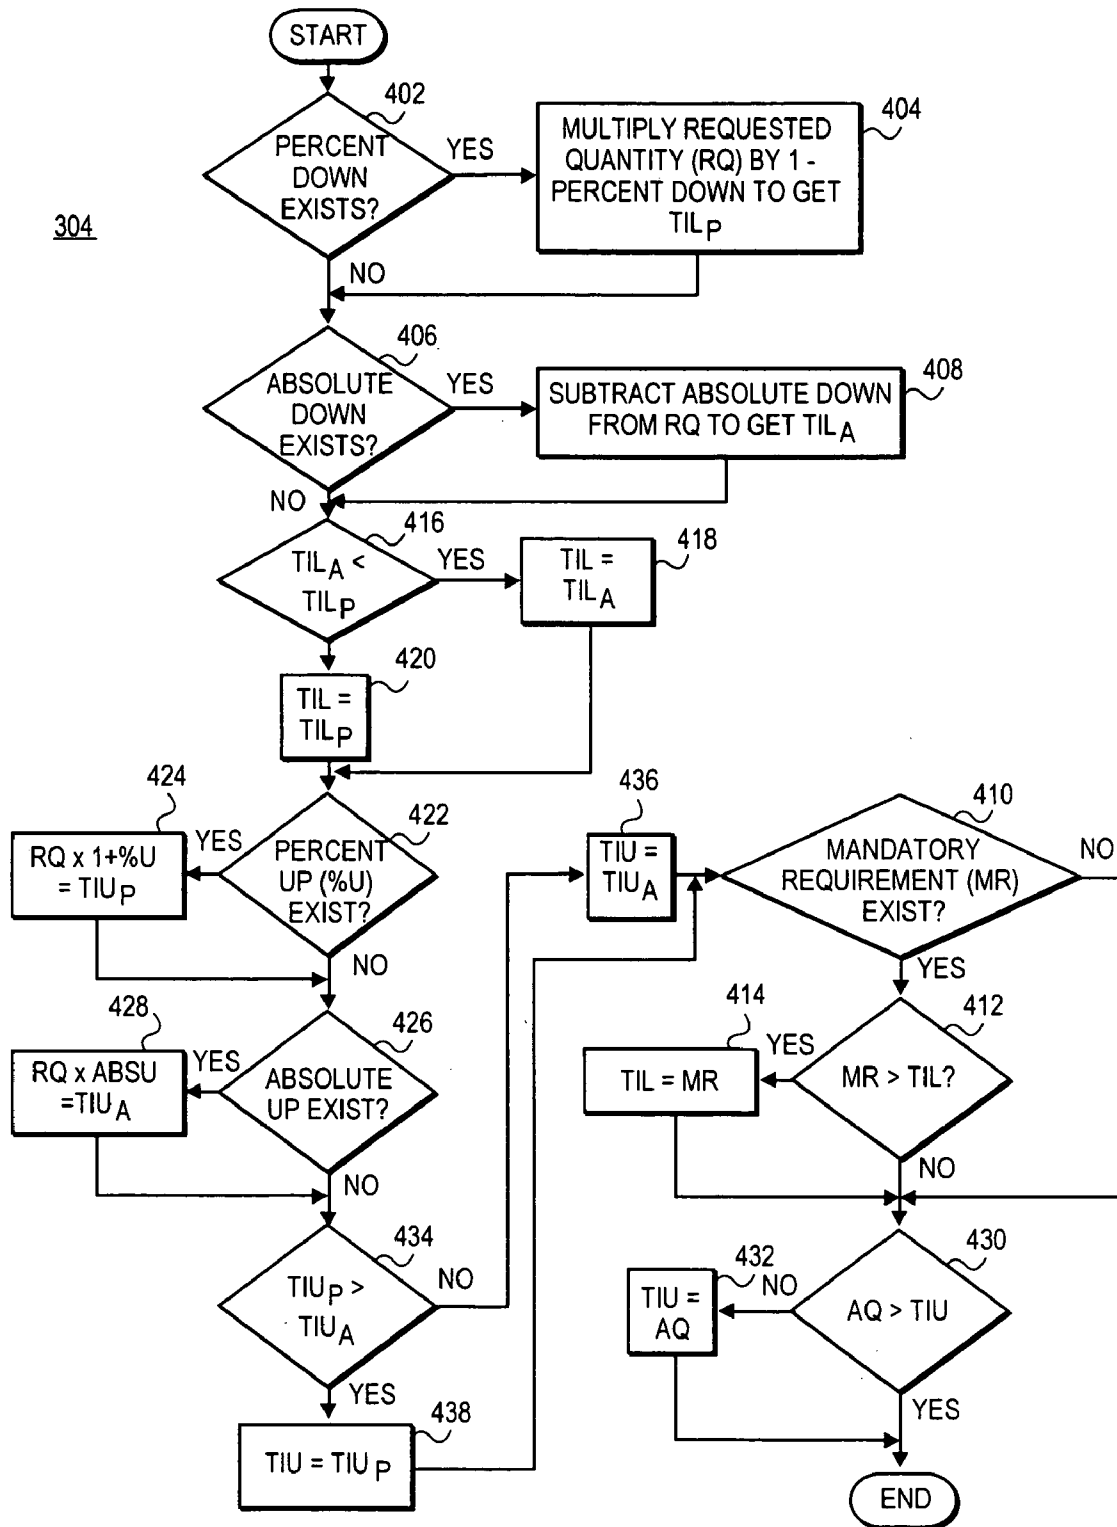 START
402
PERCENT
DOWN
EXISTS?
YES
404
MULTIPLY REQUESTED
QUANTITY (RQ) BY 1 -
PERCENT DOWN TO GET
TILP
304
NO
406
ABSOLUTE
DOWN
EXISTS?
YES
408
SUBTRACT ABSOLUTE DOWN
FROM RQ TO GET TILA
NO
416
TILA <
TILP
YES
418
TIL =
TILA
420
TIL =
TILP
424
RQ x 1+%U
= TIUP
YES
422
PERCENT
UP (%U)
EXIST?
NO
428
RQ x ABSU
=TIUA
YES
426
ABSOLUTE
UP EXIST?
NO
434
TIUP >
TIUA
NO
YES
438
TIU = TIUP
436
TIU =
TIUA
410
MANDATORY
REQUIREMENT (MR)
EXIST?
NO
YES
412
MR > TIL?
YES
414
TIL = MR
NO
430
AQ > TIU
NO
432
TIU =
AQ
YES
END